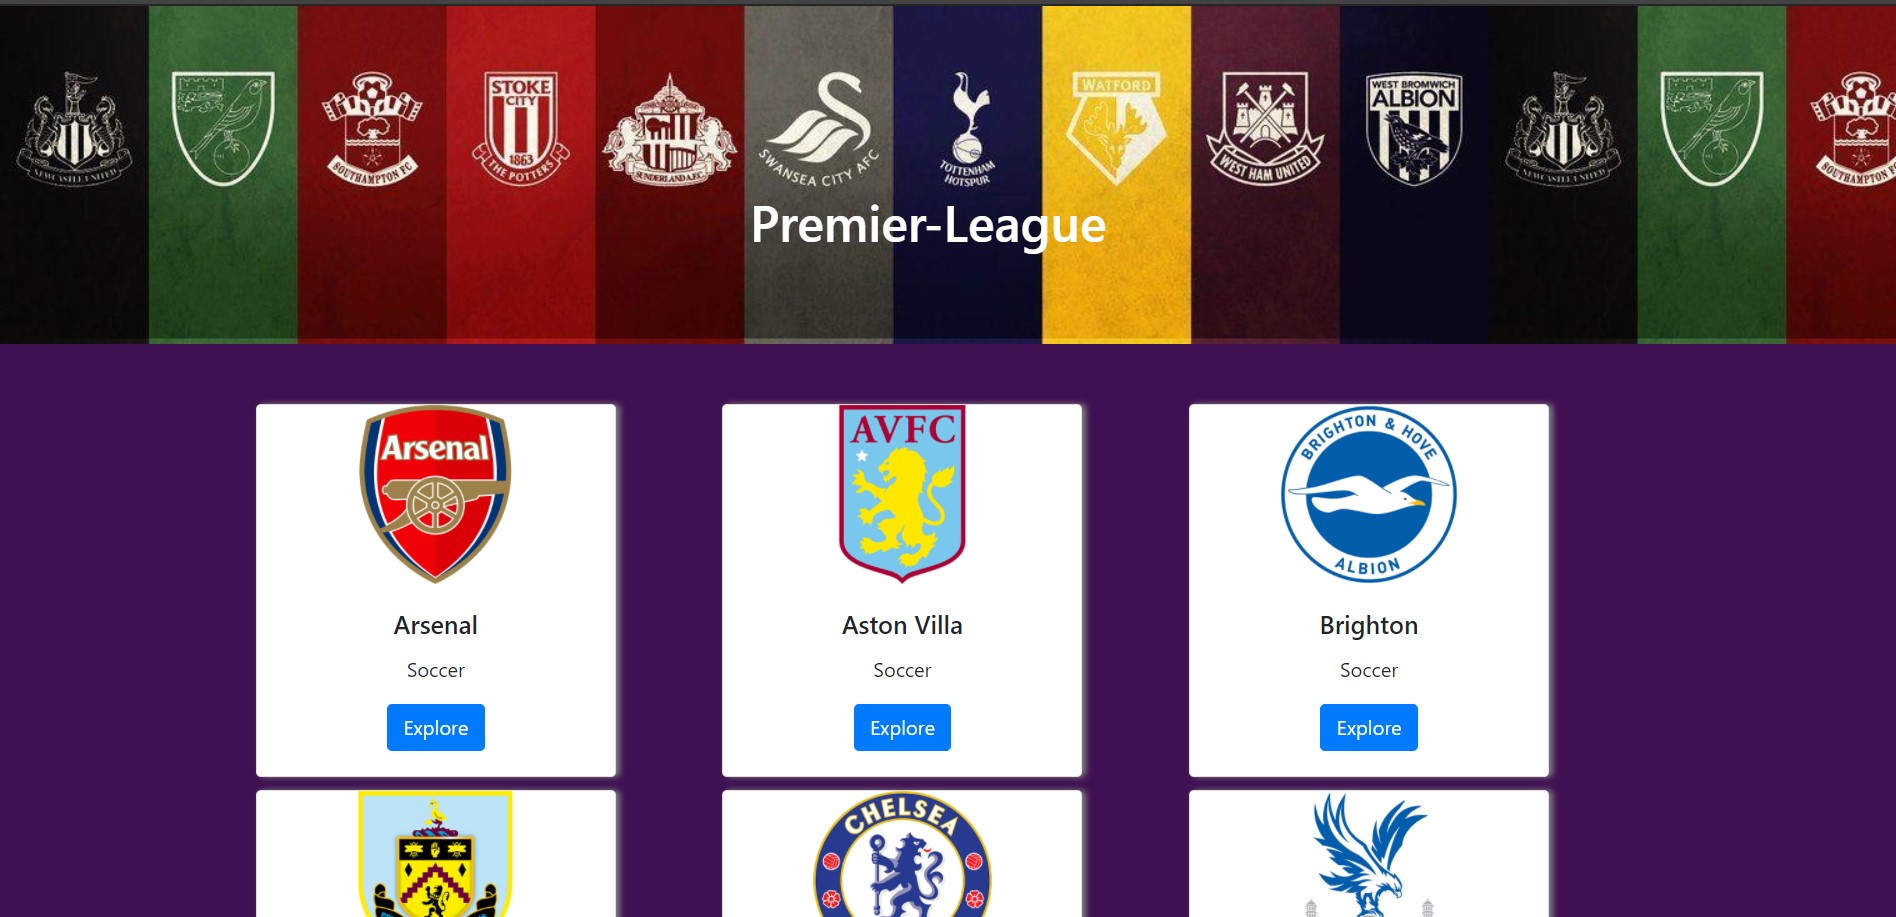 NEWCASTLE UNITED
SOUTHAMPTON FC
STOKE
CITY
1863
THE POTTERS
SUNDERLAND A.F.C
SWANSEA CITY AFC
TOTTENHAM
HOTSPUR
WATFORD
WEST HAM UNITED
WEST BROMWICH
ALBION
NEWCASTLE UNITED
SOUTHAMPTON F
Premier-League
Arsenal
AVFC
BRIGHTON & HOVE
ALBION
Arsenal
Aston Villa
Brighton
Soccer
Soccer
Soccer
Explore
Explore
Explore
CHELSEA